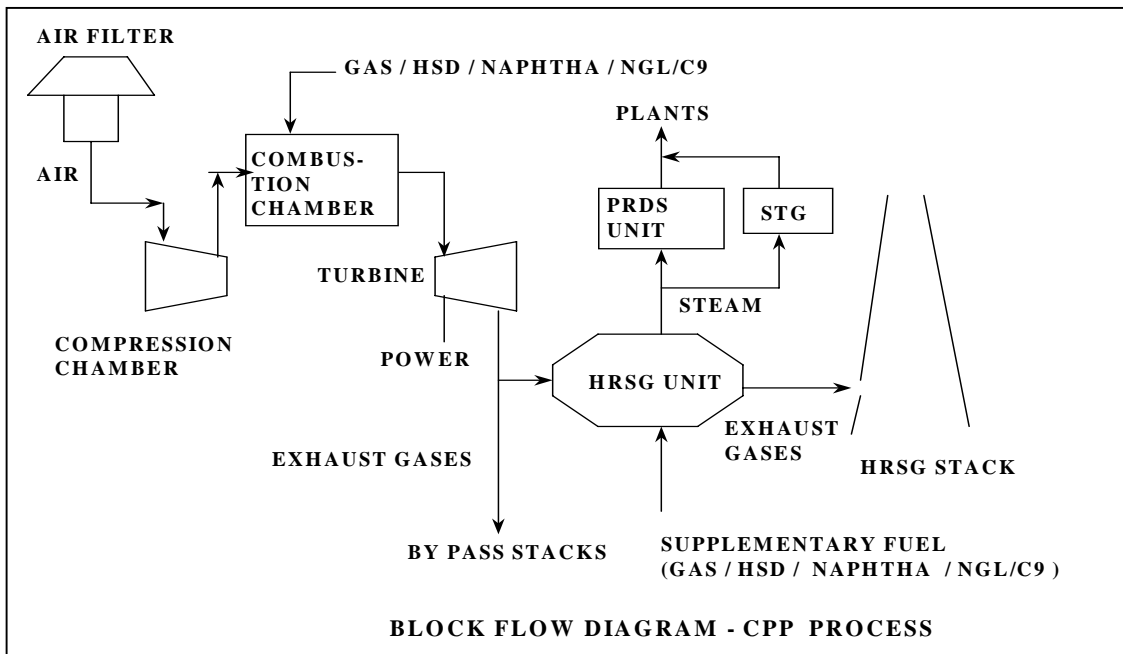 AIR FILTER
GAS / HSD / NAPHTHA / NGL/C9
PLANTS
AIR
COMBUS-
TION
CHAMBER
PRDS
UNIT
STG
TURBINE
STEAM
COMPRESSION
CHAMBER
POWER
HRSG UNIT
EXHAUST GASES
EXHAUST
GASES
HRSG STACK
BY PASS STACKS
SUPPLEMENTARY FUEL
(GAS / HSD / NAPHTHA / NGL/C9 )
BLOCK FLOW DIAGRAM - CPP PROCESS